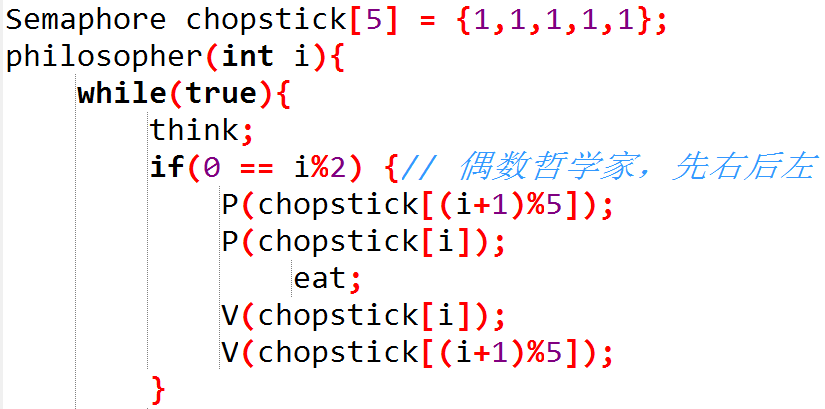 Semaphore chopstick[5] = {1,1,1,1,1};
philosopher(int i){
while(true){
think;
if(0 == i%2) {// 偶数哲学家，先右后左
P(chopstick[(i+1)%5]);
P(chopstick[i]);
eat;
V(chopstick[i]);
V(chopstick[(i+1)%5]);
}